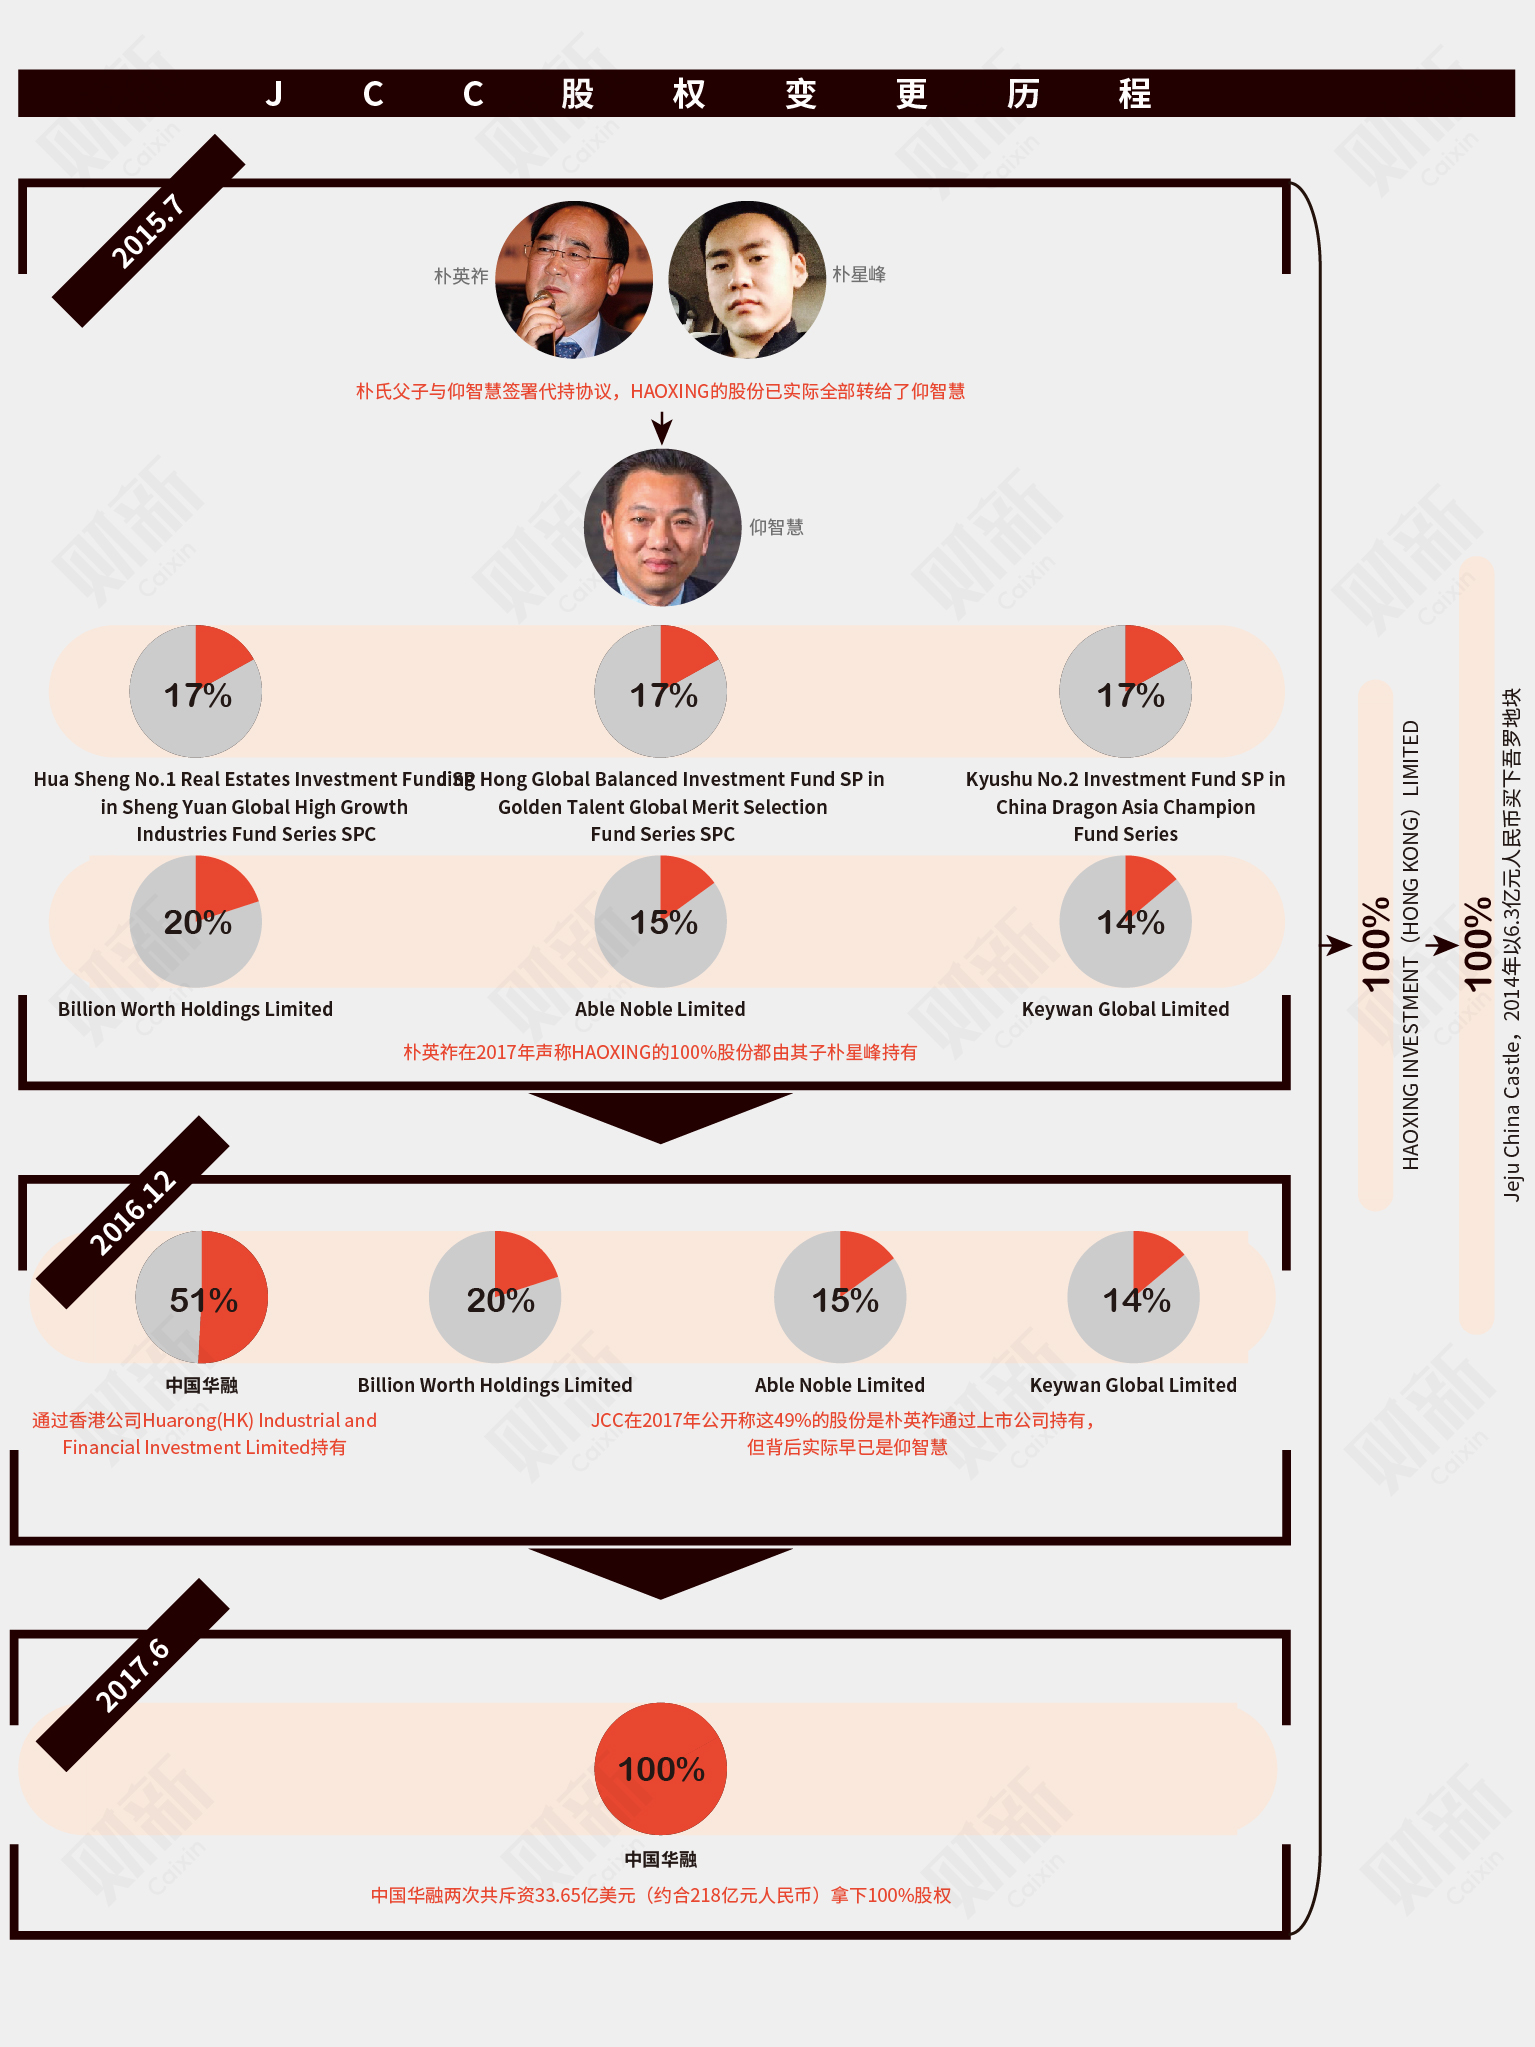 JCC股权变更历程
2015.7
朴英祚
朴星峰
朴氏父子与仰智慧签署代持协议，HAOXING的股份已实际全部转给了仰智慧
仰智慧
17%
17%
17%
Hua Sheng No.1 Real Estates Investment Fund SP
in Sheng Yuan Global High Growth
Industries Fund Series SPC
Hong Global Balanced Investment Fund SP in
Golden Talent Global Merit Selection
Fund Series SPC
Kyushu No.2 Investment Fund SP in
China Dragon Asia Champion
Fund Series
20%
15%
14%
Billion Worth Holdings Limited
Able Noble Limited
Keywan Global Limited
朴英祚在2017年声称HAOXING的100%股份都由其子朴星峰持有
2016.12
51%
20%
15%
14%
中国华融
Billion Worth Holdings Limited
Able Noble Limited
Keywan Global Limited
通过香港公司Huarong(HK) Industrial and
Financial Investment Limited持有
JCC在2017年公开称这49%的股份是朴英祚通过上市公司持有，
但背后实际早已是仰智慧
2017.6
100%
中国华融
中国华融两次共斥资33.65亿美元（约合218亿元人民币）拿下100%股权
100%
HAOXING INVESTMENT（HONG KONG）LIMITED
100%
Jeju China Castle，2014年以6.3亿元人民币买下吾罗地块
财新
Caixin